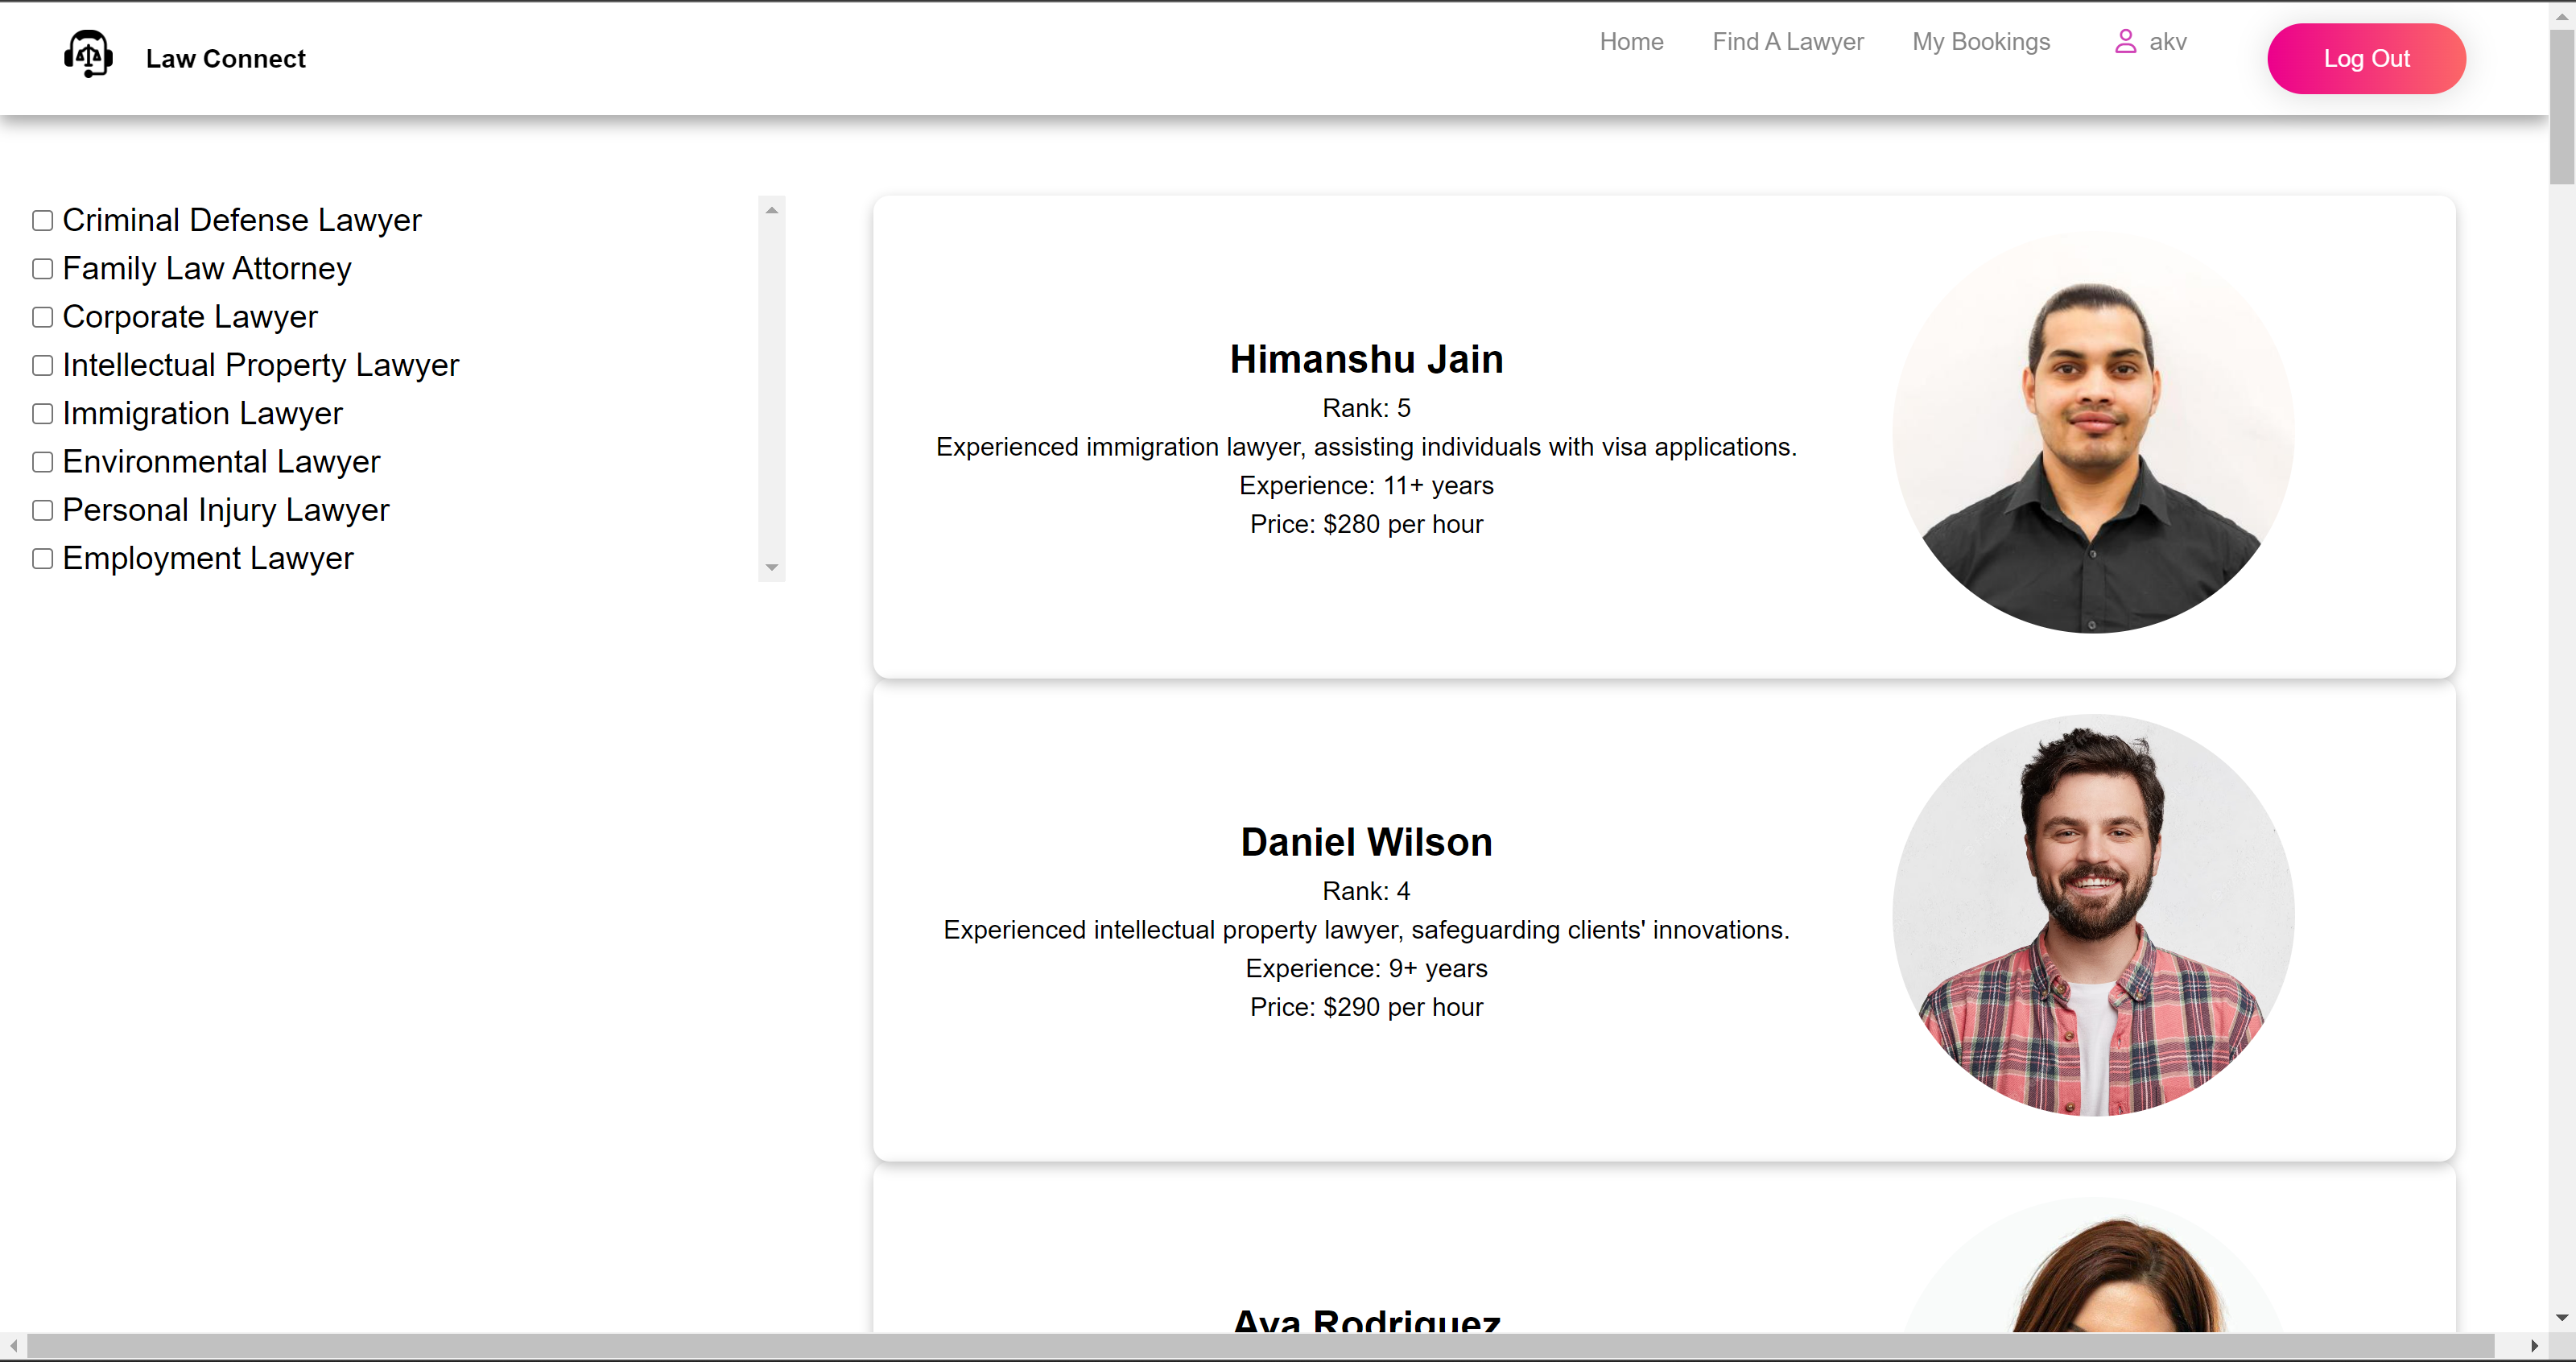 Law Connect
Home
Find A Lawyer
My Bookings
akv
Log Out
Criminal Defense Lawyer
Family Law Attorney
Corporate Lawyer
Intellectual Property Lawyer
Immigration Lawyer
Environmental Lawyer
Personal Injury Lawyer
Employment Lawyer
Himanshu Jain
Rank: 5
Experienced immigration lawyer, assisting individuals with visa applications.
Experience: 11+ years
Price: $280 per hour
Daniel Wilson
Rank: 4
Experienced intellectual property lawyer, safeguarding clients' innovations.
Experience: 9+ years
Price: $290 per hour
Ava Rodriguez